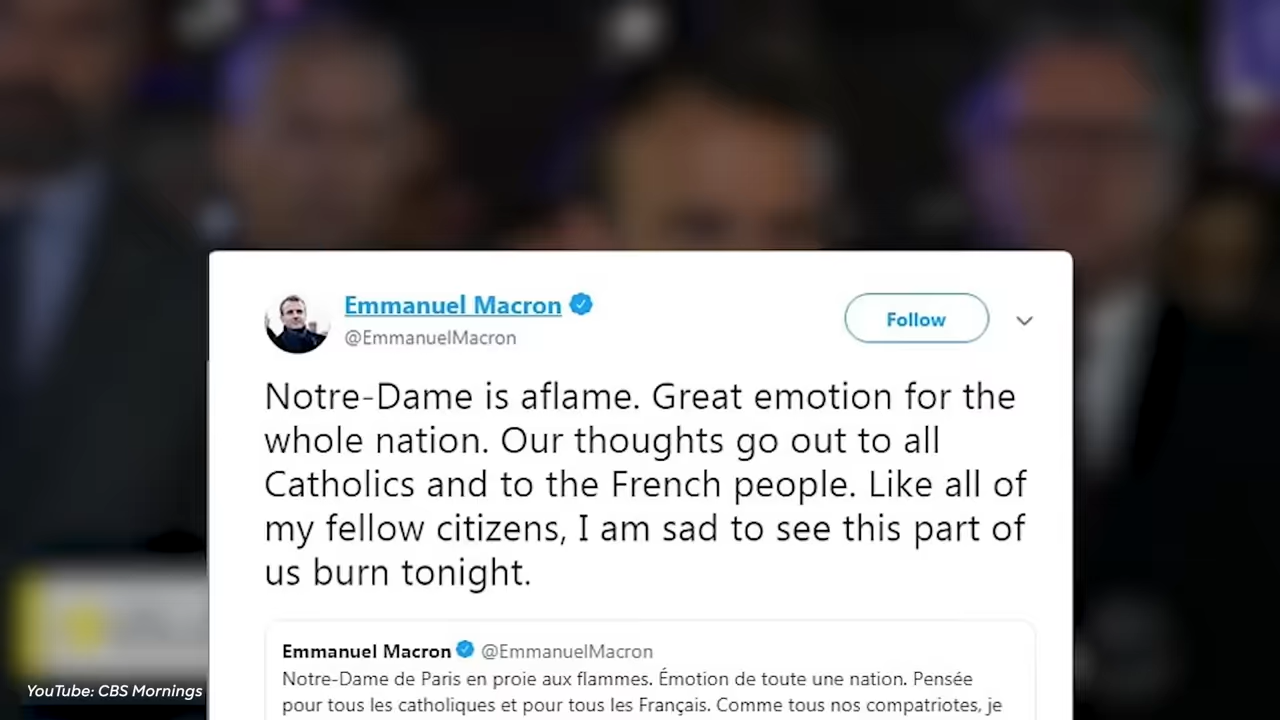 Emmanuel Macron
@EmmanuelMacron
Follow
Notre-Dame is aflame. Great emotion for the
whole nation. Our thoughts go out to all
Catholics and to the French people. Like all of
my fellow citizens, I am sad to see this part of
us burn tonight.
Emmanuel Macron @EmmanuelMacron
Notre-Dame de Paris en proie aux flammes. Émotion de toute une nation. Pensée
pour tous les catholiques et pour tous les Français. Comme tous nos compatriotes, je
YouTube: CBS Mornings